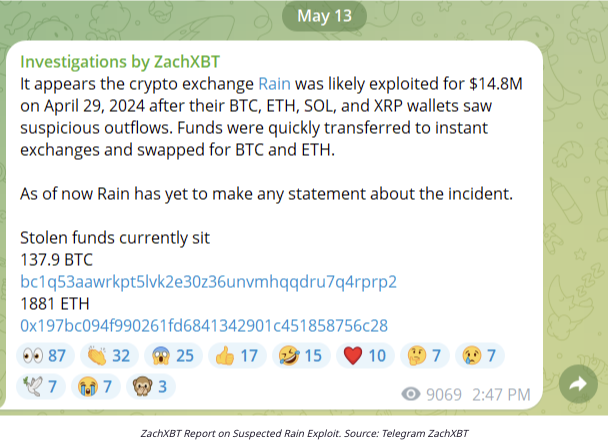 May 13
Investigations by ZachXBT
It appears the crypto exchange Rain was likely exploited for $14.8M
on April 29, 2024 after their BTC, ETH, SOL, and XRP wallets saw
suspicious outflows. Funds were quickly transferred to instant
exchanges and swapped for BTC and ETH.
As of now Rain has yet to make any statement about the incident.
Stolen funds currently sit
137.9 BTC
bc1q53aawrkpt5lvk2e30z36unvmhqqdru7q4rprp2
1881 ETH
0x197bc094f990261fd6841342901c451858756c28
👀 87 👏 32 😱 25 👍 17 🤣 15 ❤ 10 🤔 7 😢 7
🕊 7 😭 7 🙊 3
9069 2:47 PM
ZachXBT Report on Suspected Rain Exploit. Source: Telegram ZachXBT